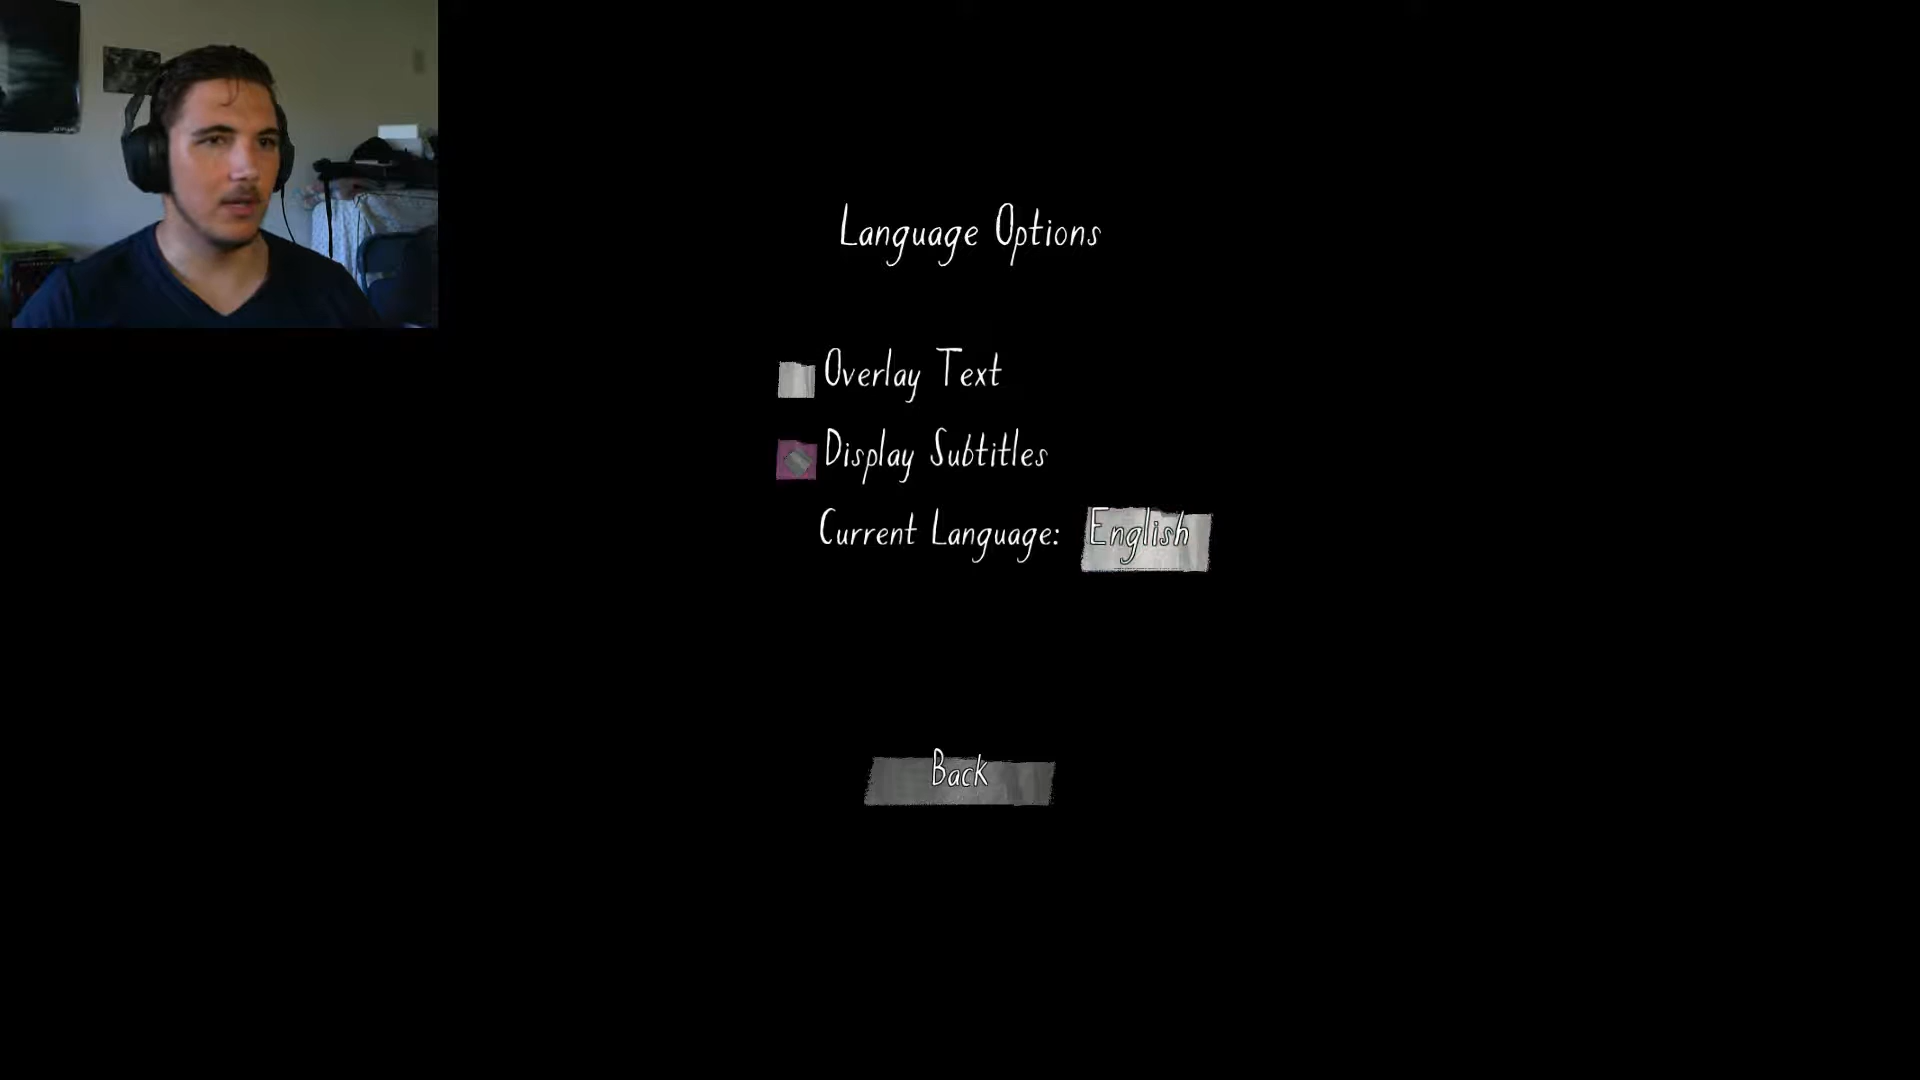 Language Options
Overlay Text
Display Subtitles
Current Language: English
Back